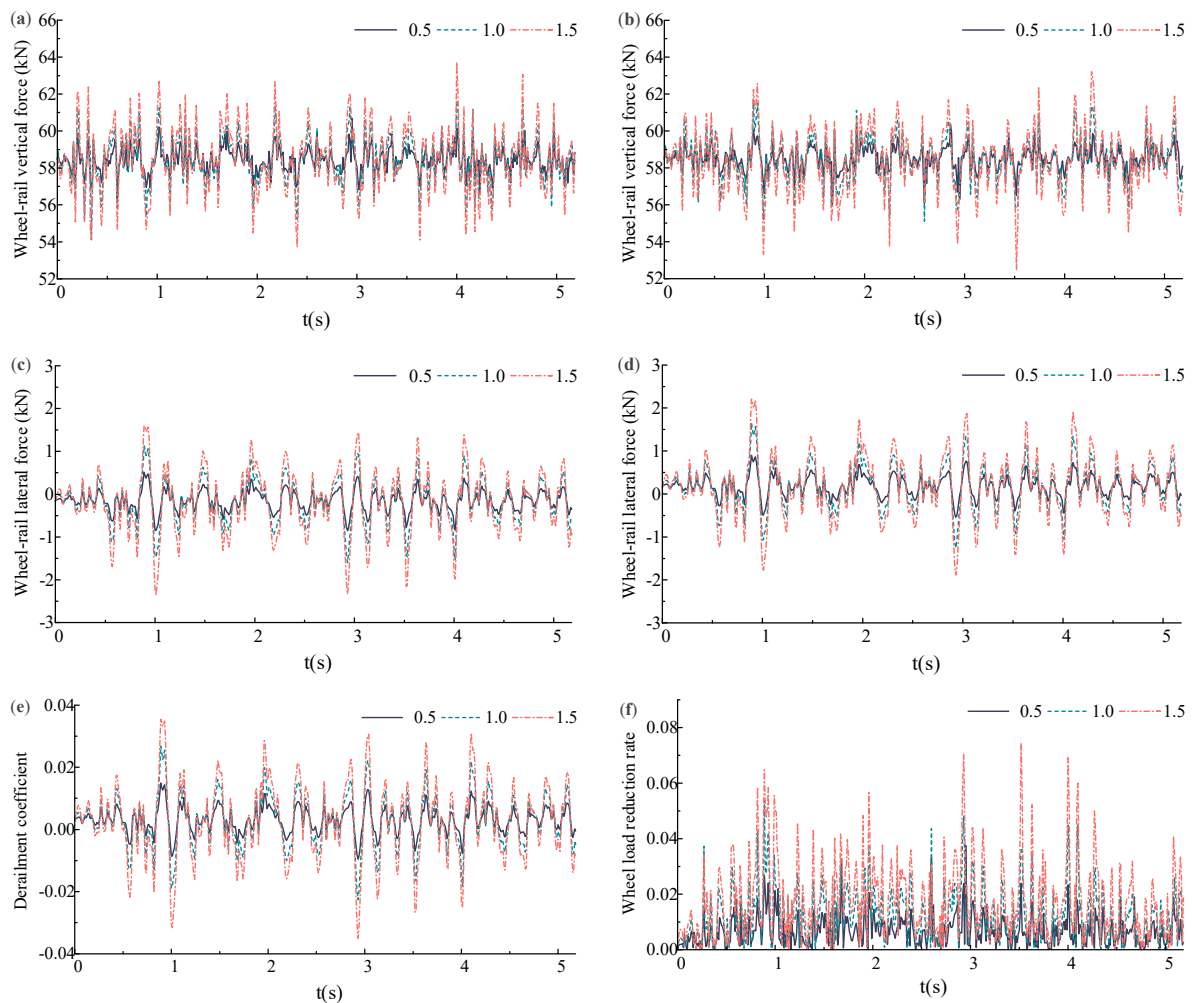 (a) 0.5 1.0 1.5
Wheel-rail vertical force (kN)
66
64
62
60
58
56
54
52
0 1 2 3 4 5
t(s)
(b) 0.5 1.0 1.5
Wheel-rail vertical force (kN)
66
64
62
60
58
56
54
52
0 1 2 3 4 5
t(s)
(c) 0.5 1.0 1.5
Wheel-rail lateral force (kN)
3
2
1
0
-1
-2
-3
0 1 2 3 4 5
t(s)
(d) 0.5 1.0 1.5
Wheel-rail lateral force (kN)
3
2
1
0
-1
-2
-3
0 1 2 3 4 5
t(s)
(e) 0.5 1.0 1.5
Derailment coefficient
0.04
0.02
0.00
-0.02
-0.04
0 1 2 3 4 5
t(s)
(f) 0.5 1.0 1.5
Wheel load reduction rate
0.08
0.06
0.04
0.02
0.00
0 1 2 3 4 5
t(s)